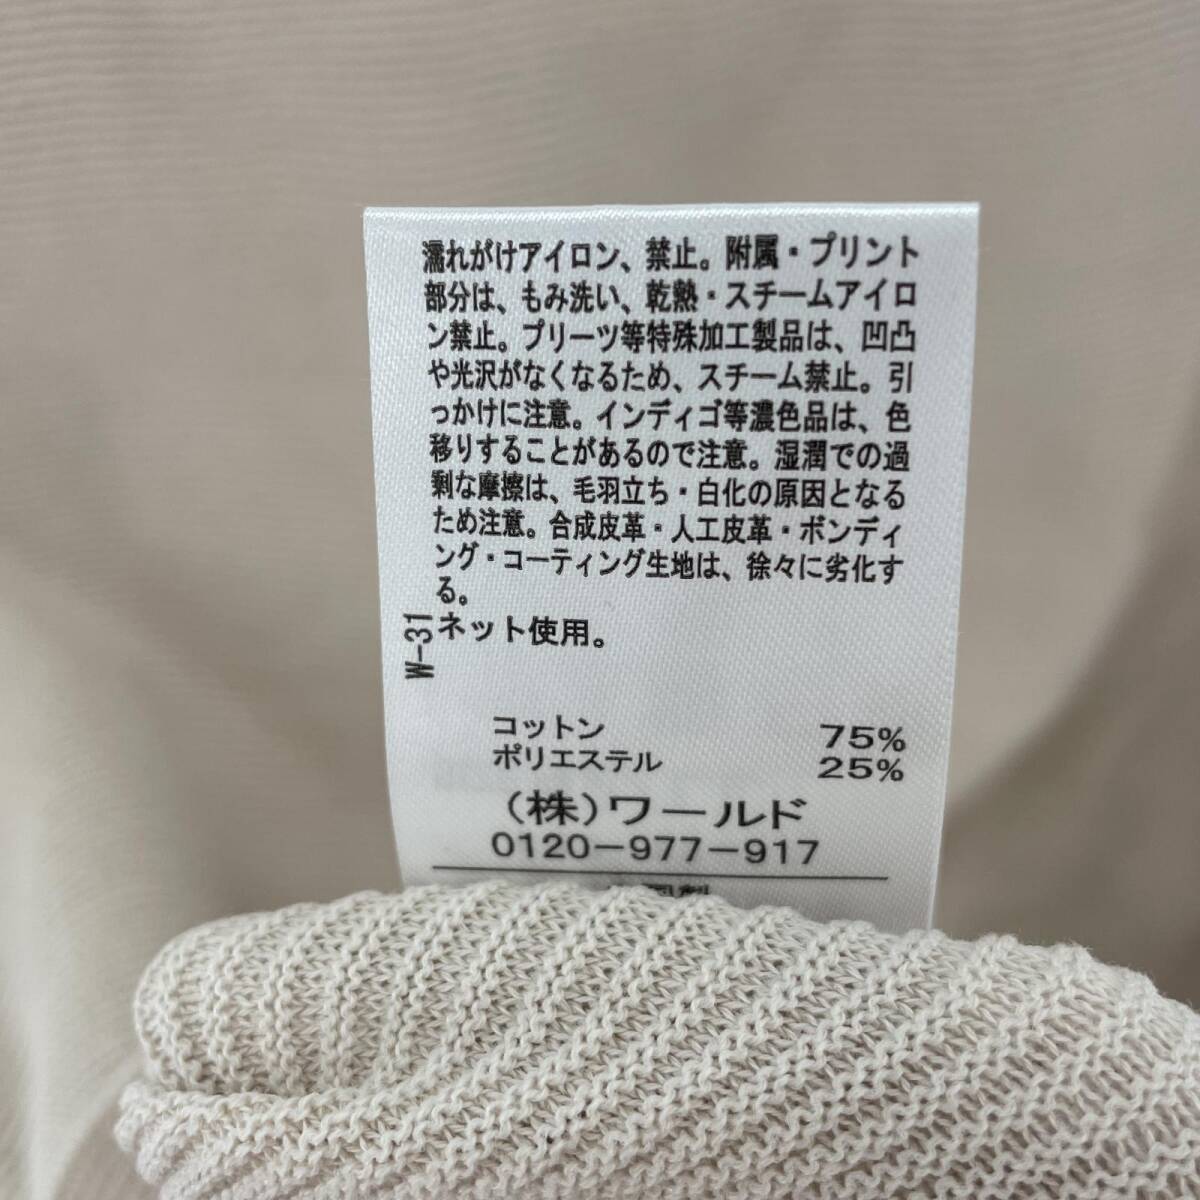 濡れがけアイロン、禁止。附属・プリント
部分は、もみ洗い、乾熱・スチームアイロ
ン禁止。プリーツ等特殊加工製品は、凹凸
や光沢がなくなるため、スチーム禁止。引
っかけに注意。インディゴ等濃色品は、色
移りすることがあるので注意。湿潤での過
剰な摩擦は、毛羽立ち・白化の原因となる
ため注意。合成皮革・人工皮革・ボンディ
ング・コーティング生地は、徐々に劣化す
る。
ネット使用。
W-31
コットン 75%
ポリエステル 25%
(株)ワールド
0120-977-917